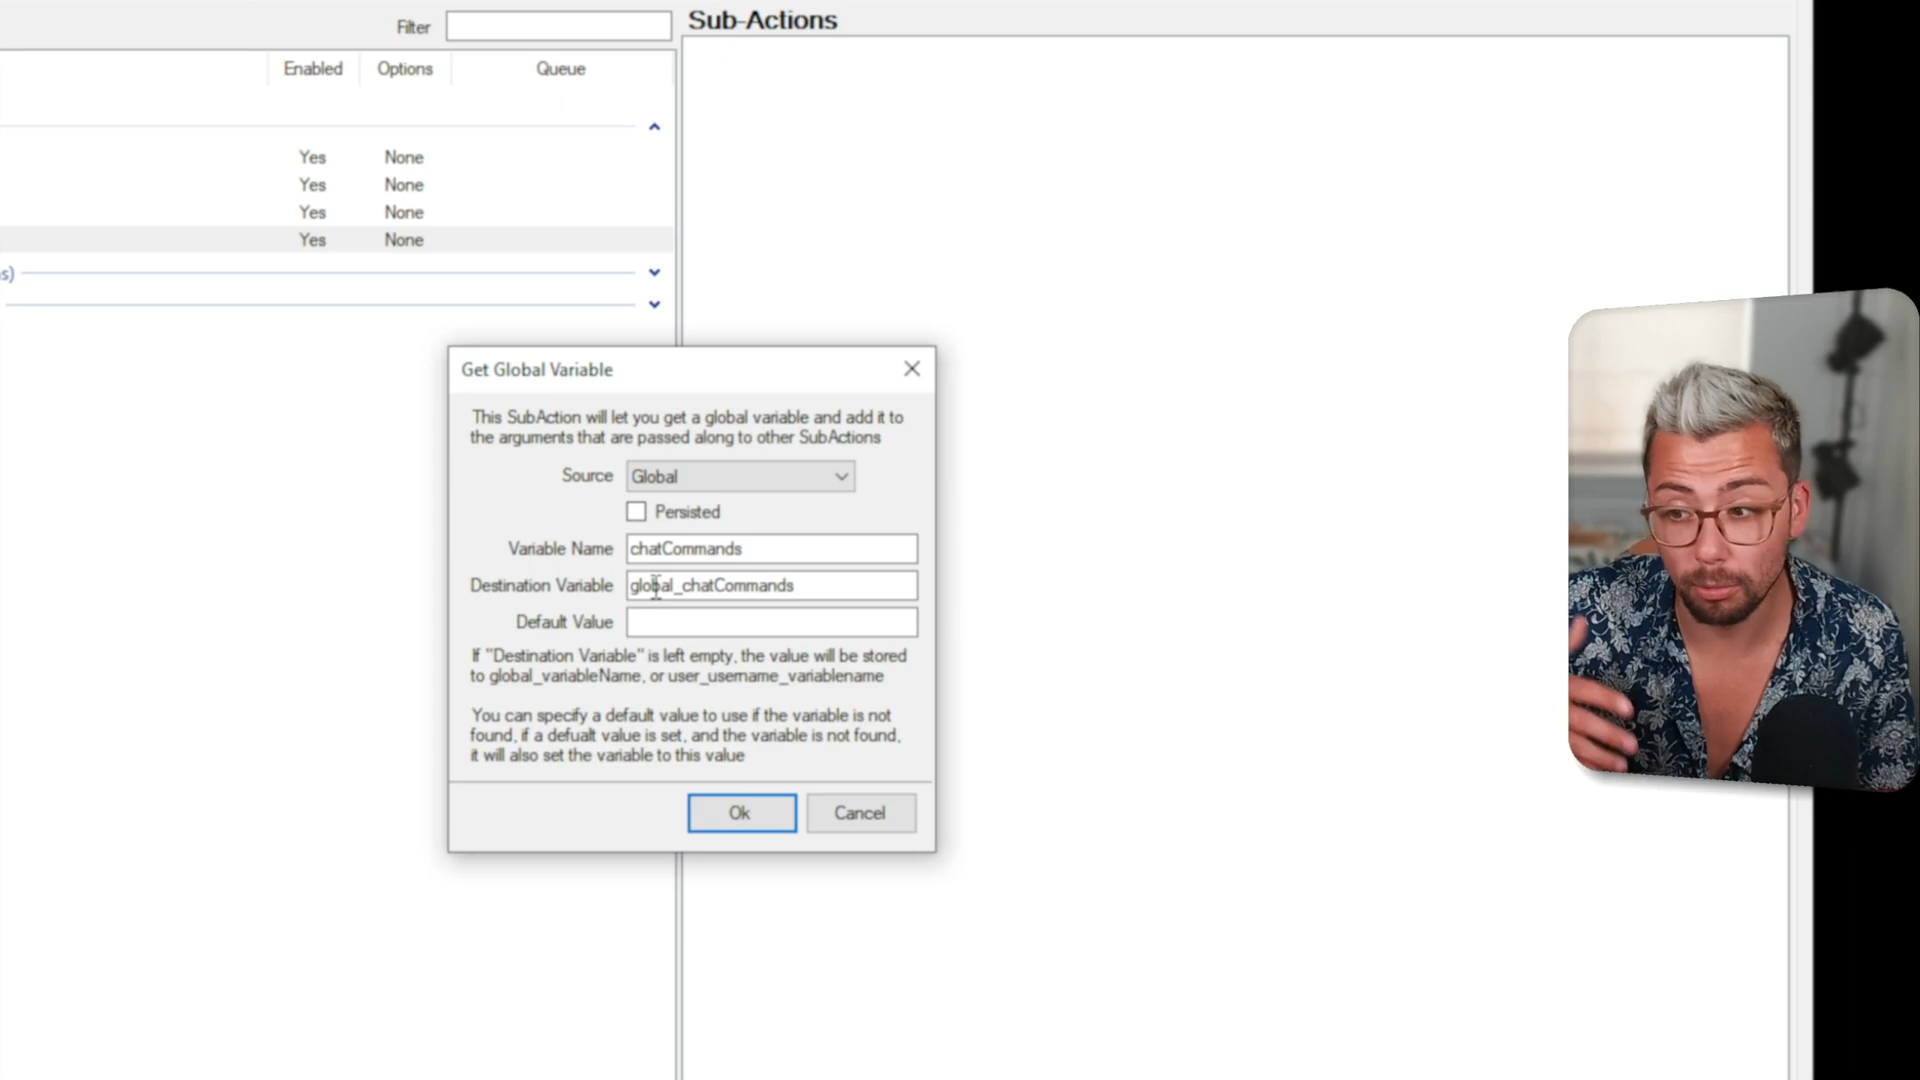 Filter
Sub-Actions
Enabled Options Queue
Yes None
Yes None
Yes None
Yes None
s)
Get Global Variable
This SubAction will let you get a global variable and add it to
the arguments that are passed along to other SubActions
Source Global
Persisted
Variable Name chatCommands
Destination Variable global_chatCommands
Default Value
If "Destination Variable" is left empty, the value will be stored
to global_variableName, or user_username_variablename
You can specify a default value to use if the variable is not
found, if a defualt value is set, and the variable is not found,
it will also set the variable to this value
Ok Cancel